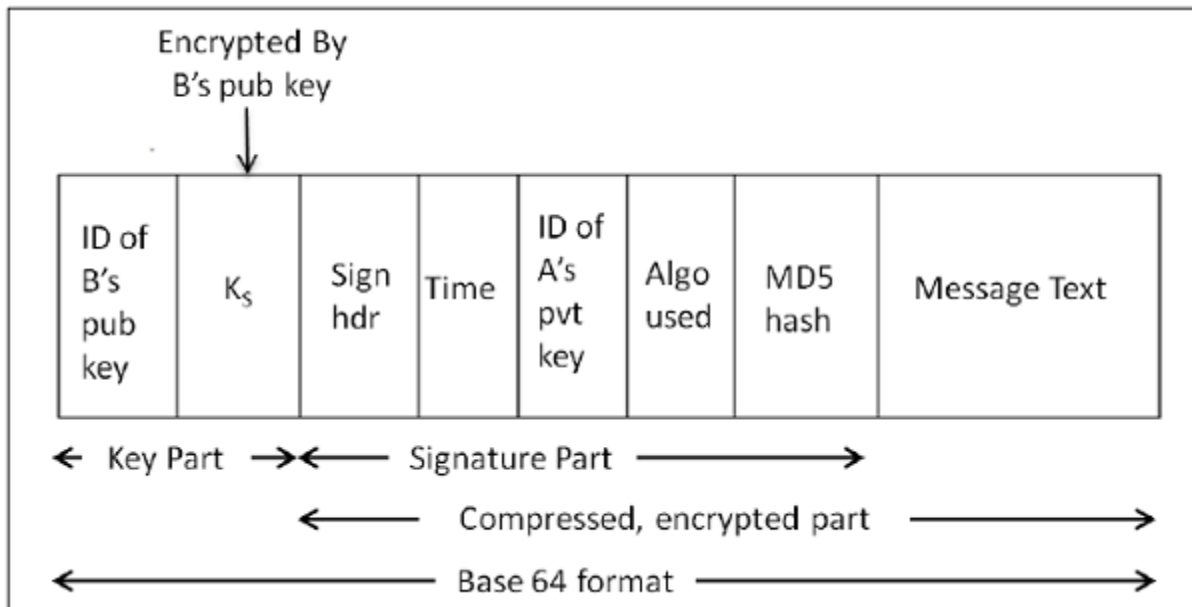 Encrypted By
B's pub key
ID of
B's
pub
key
Ks
Sign
hdr
Time
ID of
A's
pvt
key
Algo
used
MD5
hash
Message Text
Key Part
Signature Part
Compressed, encrypted part
Base 64 format